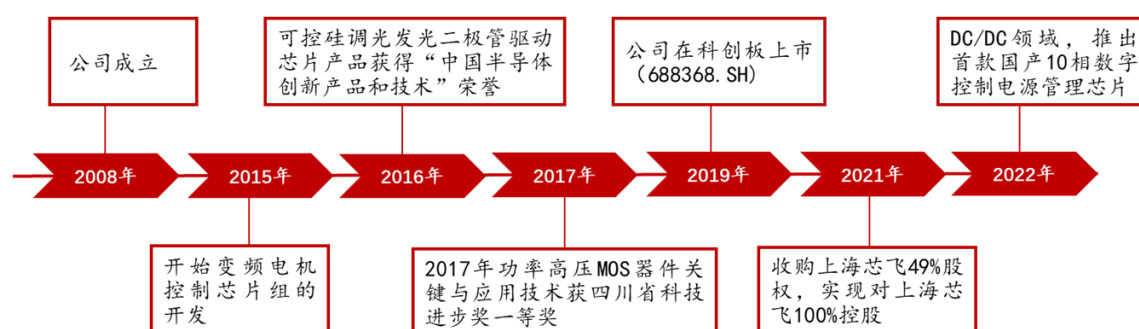 公司成立
可控硅调光发光二极管驱动
芯片产品获得“中国半导体
创新产品和技术”荣誉
公司在科创板上市
（688368.SH）
DC/DC领域，推出
首款国产10相数字
控制电源管理芯片
2008年
2015年
2016年
2017年
2019年
2021年
2022年
开始变频电机
控制芯片组的
开发
2017年功率高压MOS器件关
键与应用技术获四川省科技
进步奖一等奖
收购上海芯飞49%股
权，实现对上海芯
飞100%控股